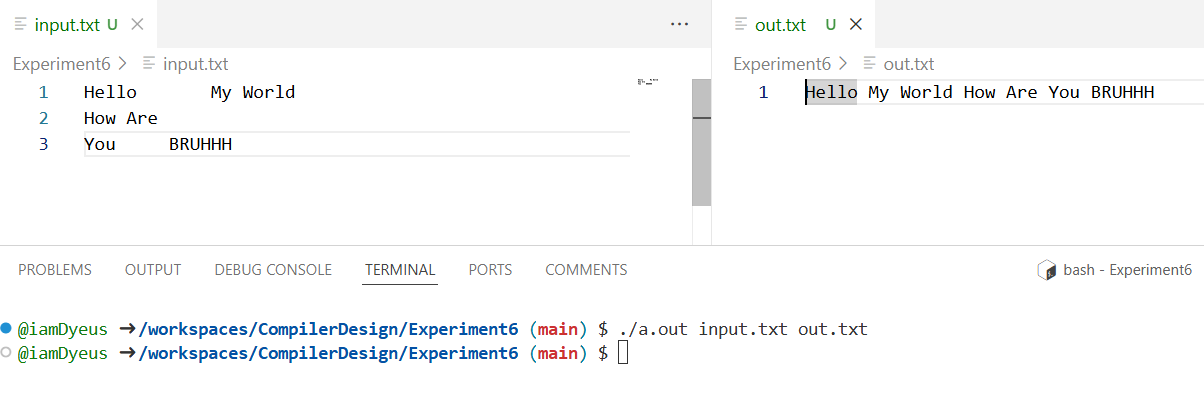 input.txt U
out.txt U
Experiment6 > input.txt
Experiment6 > out.txt
1 Hello       My World
2 How Are
3 You     BRUHHH
1 Hello My World How Are You BRUHHH
PROBLEMS OUTPUT DEBUG CONSOLE TERMINAL PORTS COMMENTS
bash - Experiment6
@iamDyeus ➜/workspaces/CompilerDesign/Experiment6 (main) $ ./a.out input.txt out.txt
@iamDyeus ➜/workspaces/CompilerDesign/Experiment6 (main) $